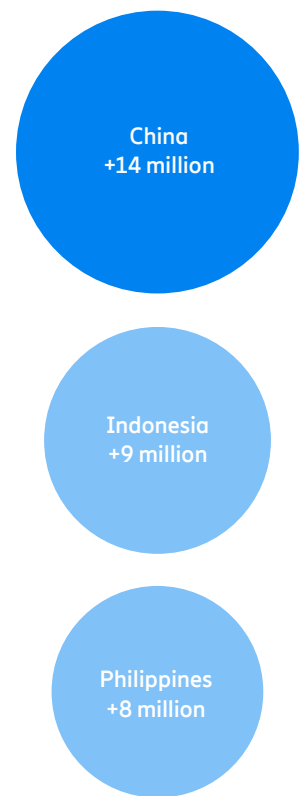 China
+14 million
Indonesia
+9 million
Philippines
+8 million